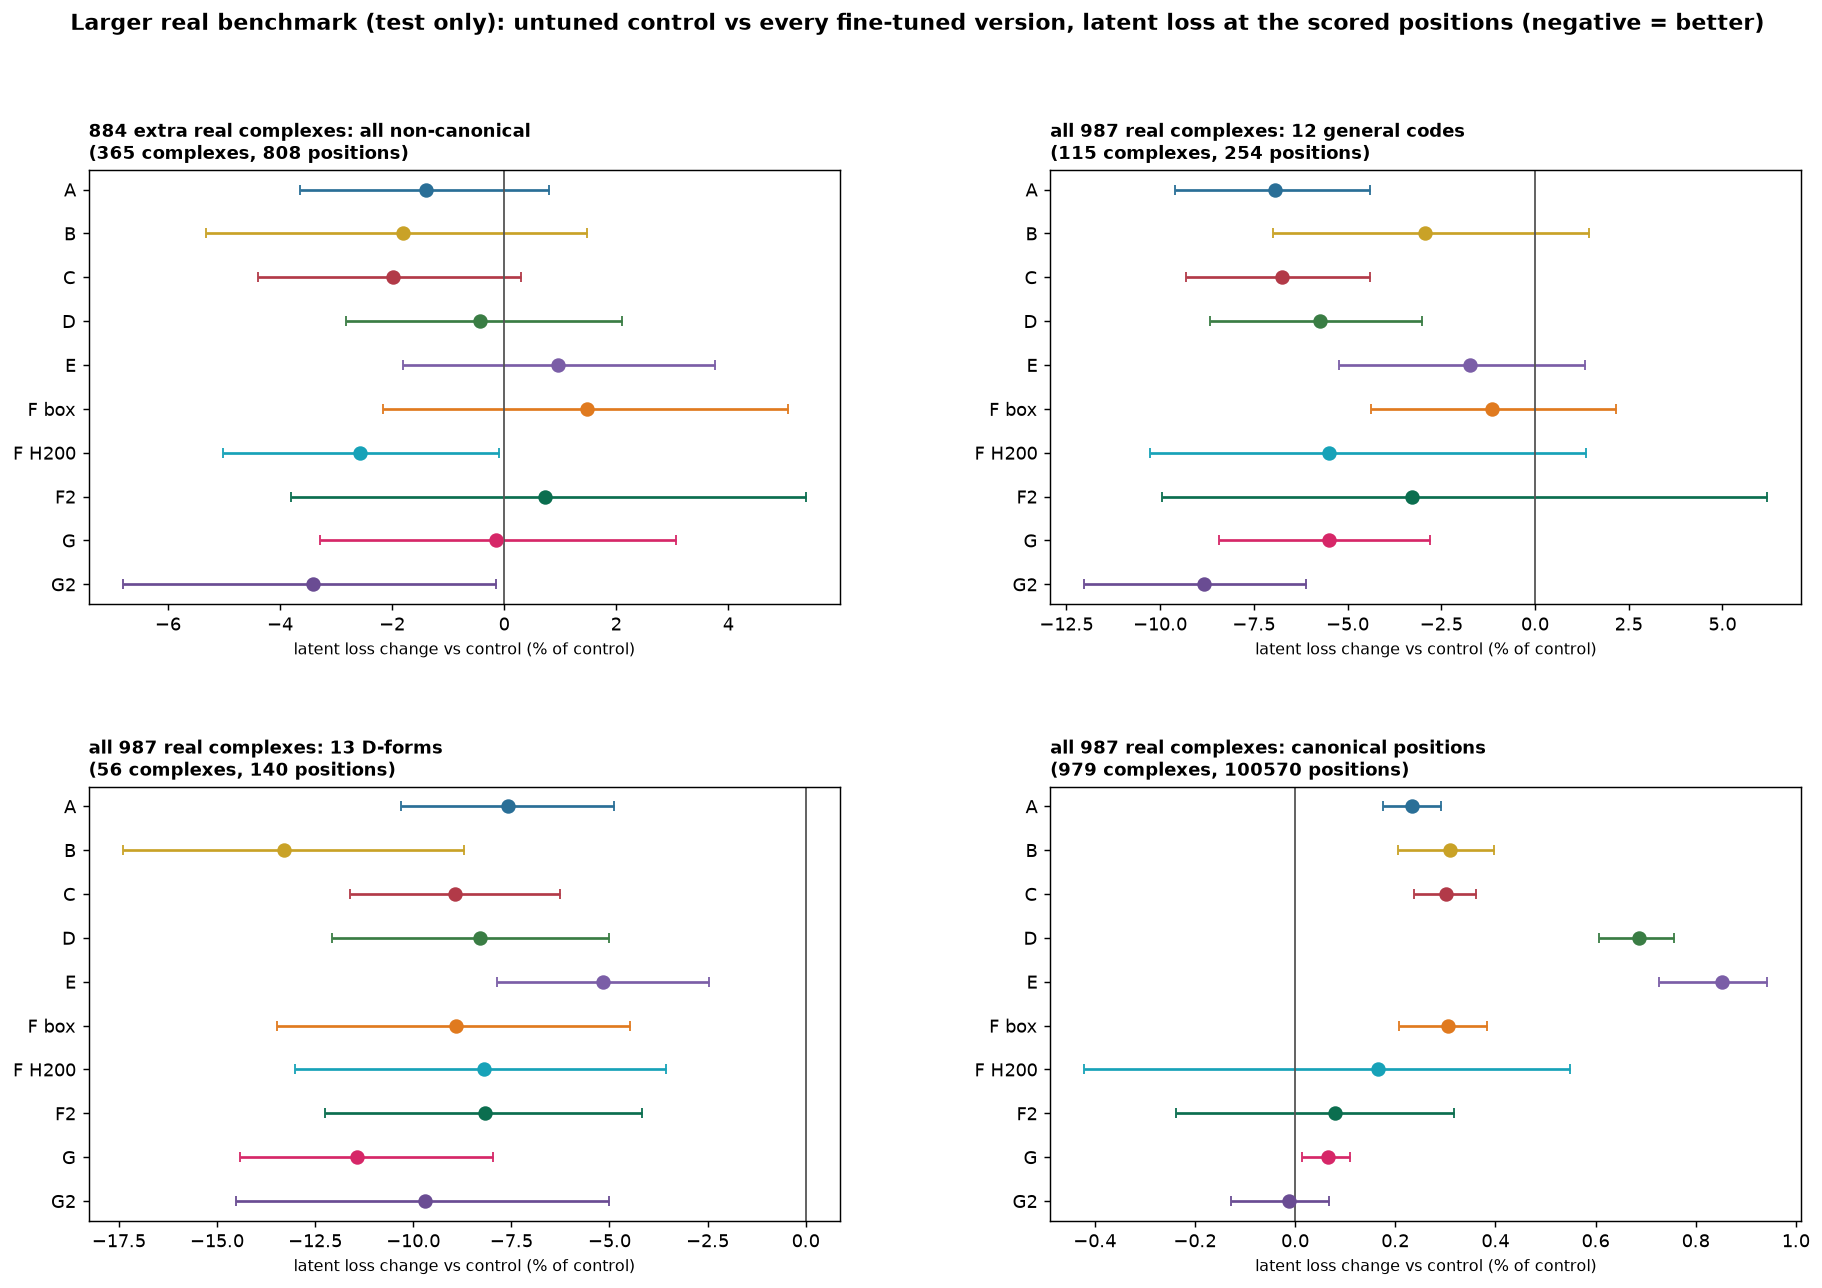 Larger real benchmark (test only): untuned control vs every fine-tuned version, latent loss at the scored positions (negative = better)
884 extra real complexes: all non-canonical
(365 complexes, 808 positions)
A
B
C
D
E
F box
F H200
F2
G
G2
−6
−4
−2
0
2
4
latent loss change vs control (% of control)
all 987 real complexes: 12 general codes
(115 complexes, 254 positions)
A
B
C
D
E
F box
F H200
F2
G
G2
−12.5
−10.0
−7.5
−5.0
−2.5
0.0
2.5
5.0
latent loss change vs control (% of control)
all 987 real complexes: 13 D-forms
(56 complexes, 140 positions)
A
B
C
D
E
F box
F H200
F2
G
G2
−17.5
−15.0
−12.5
−10.0
−7.5
−5.0
−2.5
0.0
latent loss change vs control (% of control)
all 987 real complexes: canonical positions
(979 complexes, 100570 positions)
A
B
C
D
E
F box
F H200
F2
G
G2
−0.4
−0.2
0.0
0.2
0.4
0.6
0.8
1.0
latent loss change vs control (% of control)